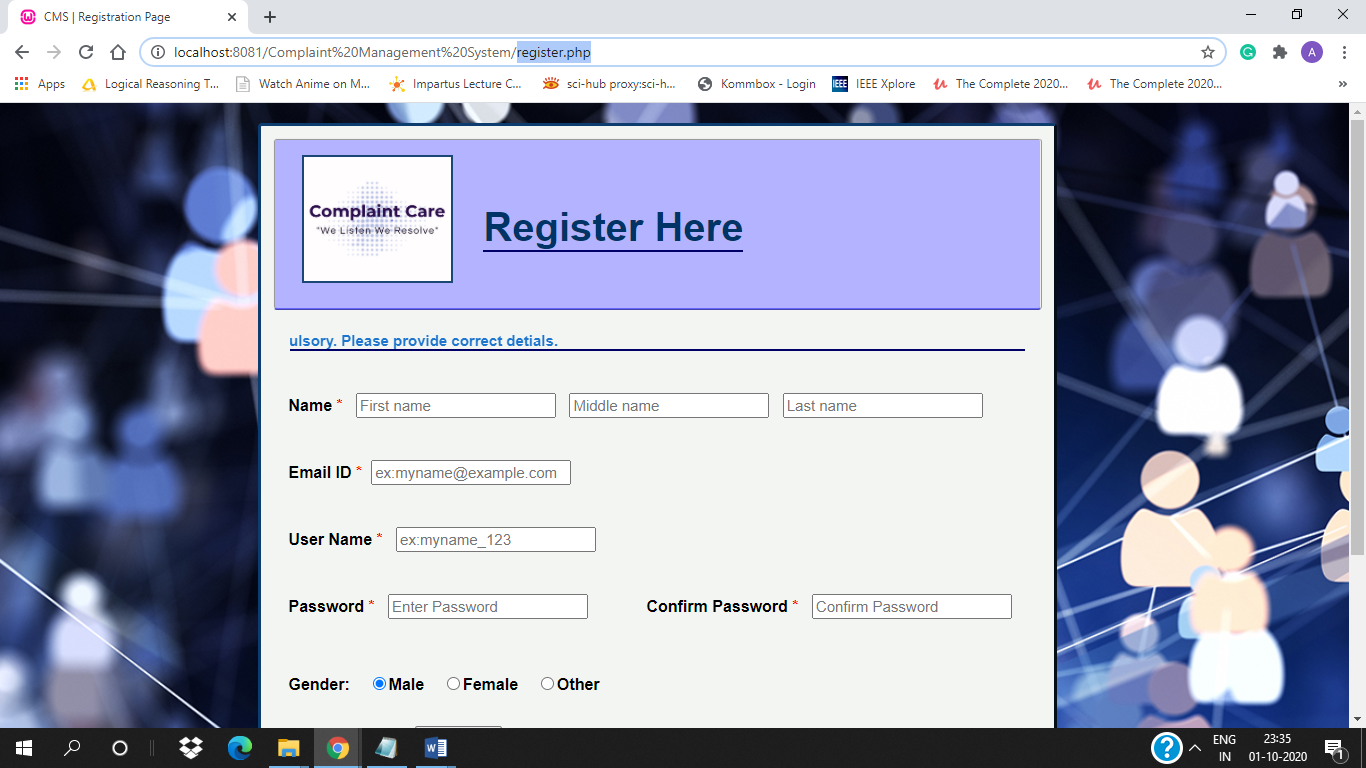 CMS | Registration Page
localhost:8081/Complaint%20Management%20System/register.php
A
Apps Logical Reasoning T... Watch Anime on M... Impartus Lecture C... sci-hub proxy:sci-h... Kommbox - Login IEEE IEEE Xplore The Complete 2020... The Complete 2020...
Complaint Care
"We Listen We Resolve"
Register Here
ulsory. Please provide correct detials.
Name * First name Middle name Last name
Email ID * ex:myname@example.com
User Name * ex:myname_123
Password * Enter Password Confirm Password * Confirm Password
Gender: Male Female Other
ENG 23:35
IN 01-10-2020
1